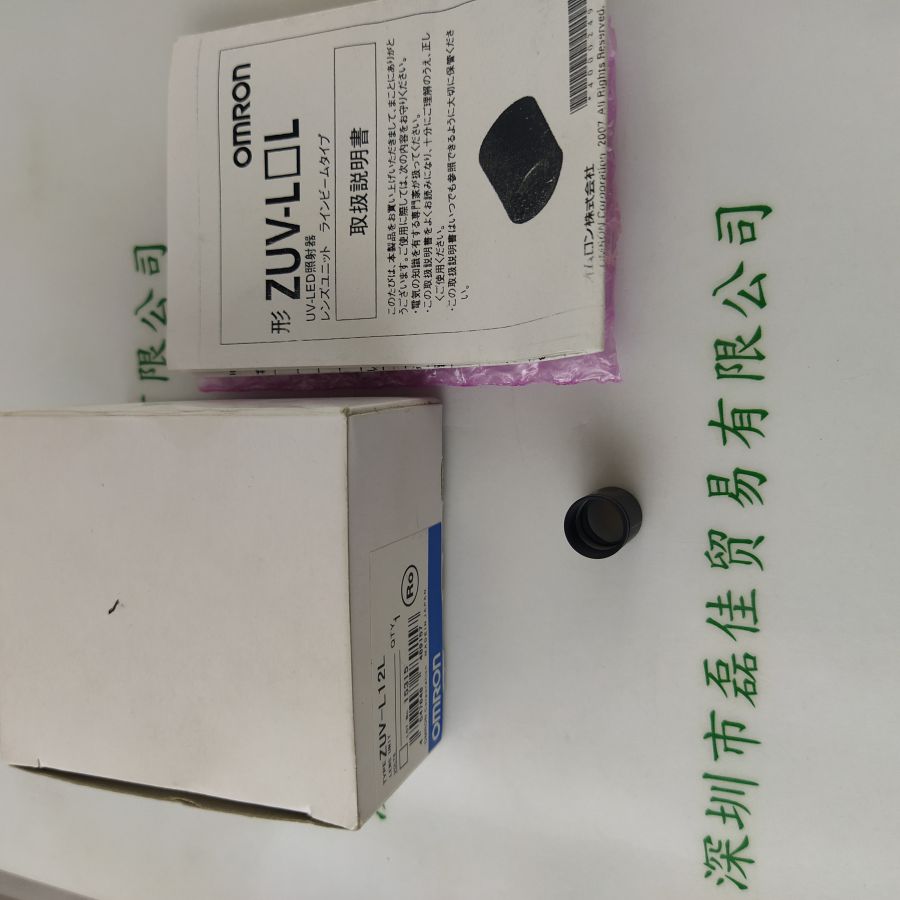 OMRON
形 ZUV-L□L
UV-LED照射器
レンズユニット ラインビームタイプ
取扱説明書
このたびは、本製品をお買い上げいただきまして、まことにありがと
うございます。ご使用に際しては、次の内容をお守りください。
・電気の知識を有する専門家が扱ってください。
・この取扱説明書をよくお読みになり、十分にご理解のうえ、正し
くご使用ください。
・この取扱説明書はいつでも参照できるように大切に保管くださ
い。
オムロン株式会社
OMRON Corporation 2007 All Rights Reserved.
TYPE ZUV-L12L
LENS UNIT
QTY 1
Ro
MADE IN JAPAN
OMRON
深圳市磊佳贸易有限公司
限公司